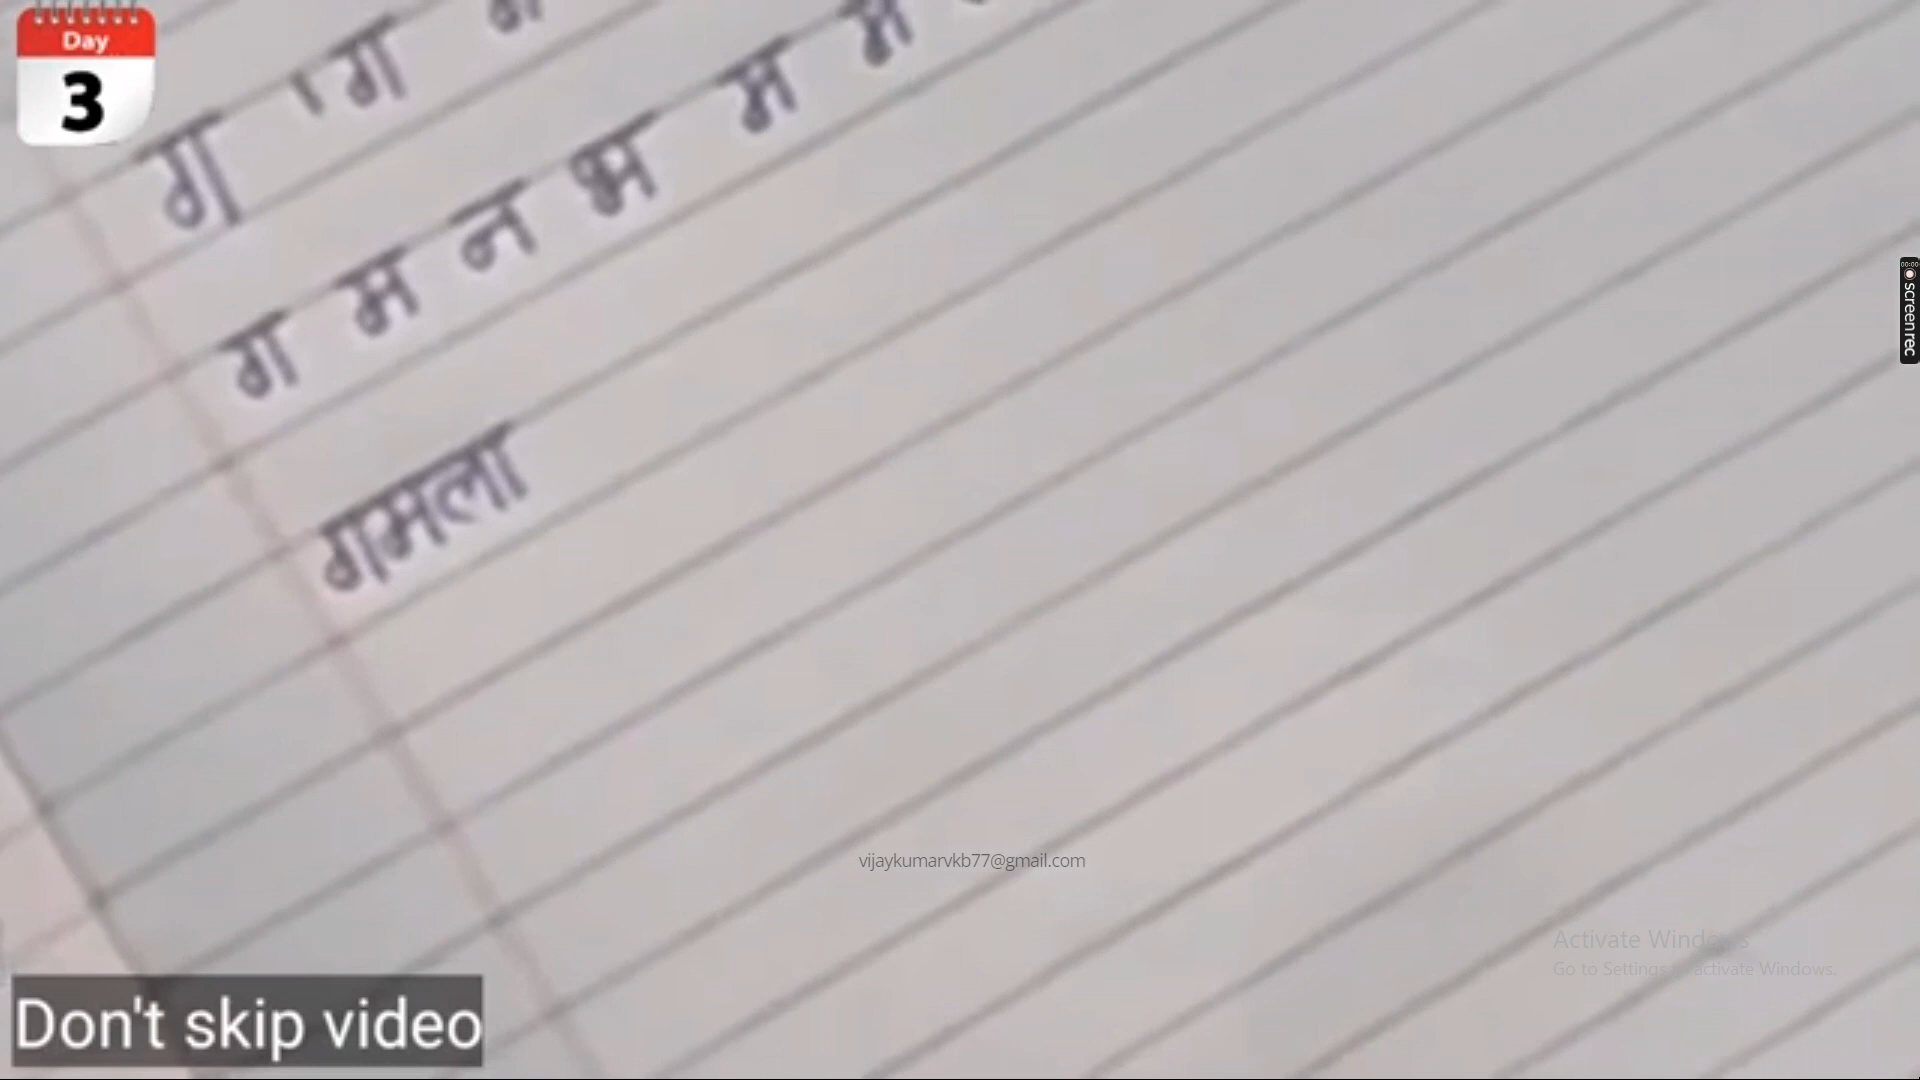 Day
3
ग ग
ग म न भ म म
गमला
screenrec
vijaykumarvkb77@gmail.com
Activate Windows
Go to Settings to activate Windows.
Don't skip video